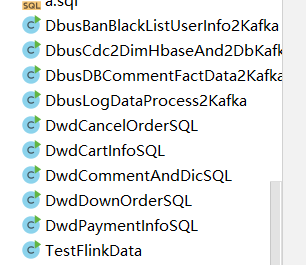 a.sql
DbusBanBlackListUserInfo2Kafka
DbusCdc2DimHbaseAnd2DbKafk
DbusDBCommentFactData2Kafka
DbusLogDataProcess2Kafka
DwdCancelOrderSQL
DwdCartInfoSQL
DwdCommentAndDicSQL
DwdDownOrderSQL
DwdPaymentInfoSQL
TestFlinkData